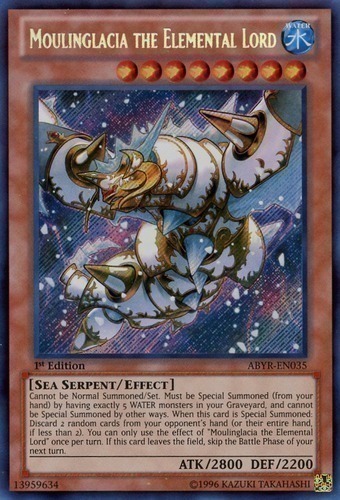 MOULINGLACIA THE ELEMENTAL LORD
WATER
水
1st Edition
ABYR-EN035
[SEA SERPENT/EFFECT]
Cannot be Normal Summoned/Set. Must be Special Summoned (from your
hand) by having exactly 5 WATER monsters in your Graveyard, and cannot
be Special Summoned by other ways. When this card is Special Summoned:
Discard 2 random cards from your opponent's hand (or their entire hand,
if less than 2). You can only use the effect of "Moulinglacia the Elemental
Lord" once per turn. If this card leaves the field, skip the Battle Phase of your
next turn.
ATK/2800 DEF/2200
13959634
©1996 KAZUKI TAKAHASHI